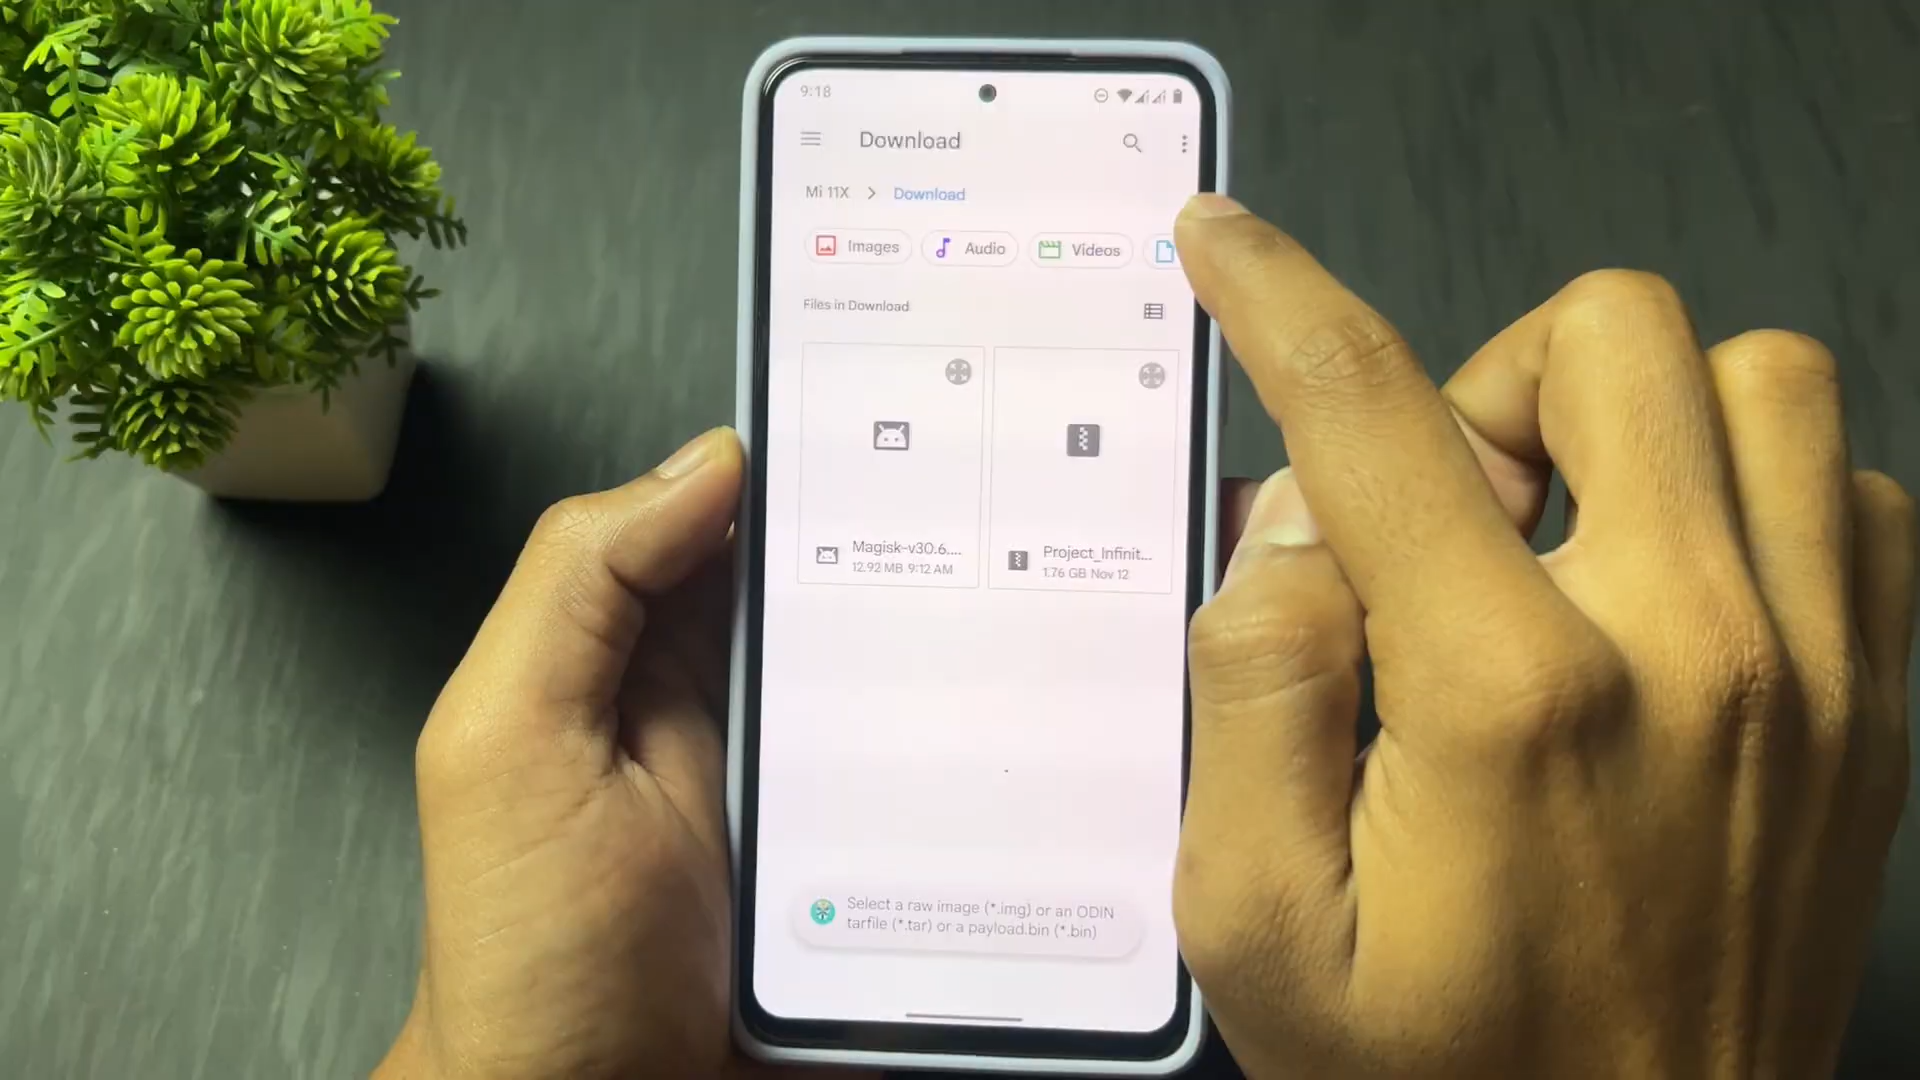 9:18
Download
Mi 11X > Download
Images Audio Videos
Files in Download
Magisk-v30.6....
12.92 MB 9:12 AM
Project_Infinit...
1.76 GB Nov 12
Select a raw image (*.img) or an ODIN
tarfile (*.tar) or a payload.bin (*.bin)